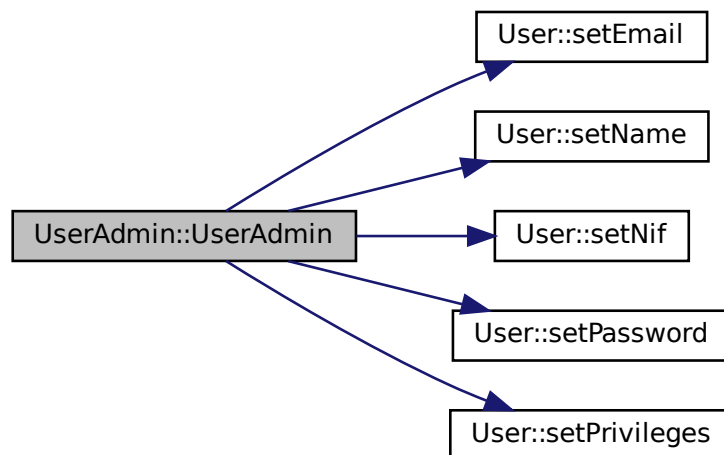 User::setEmail
User::setName
UserAdmin::UserAdmin
User::setNif
User::setPassword
User::setPrivileges